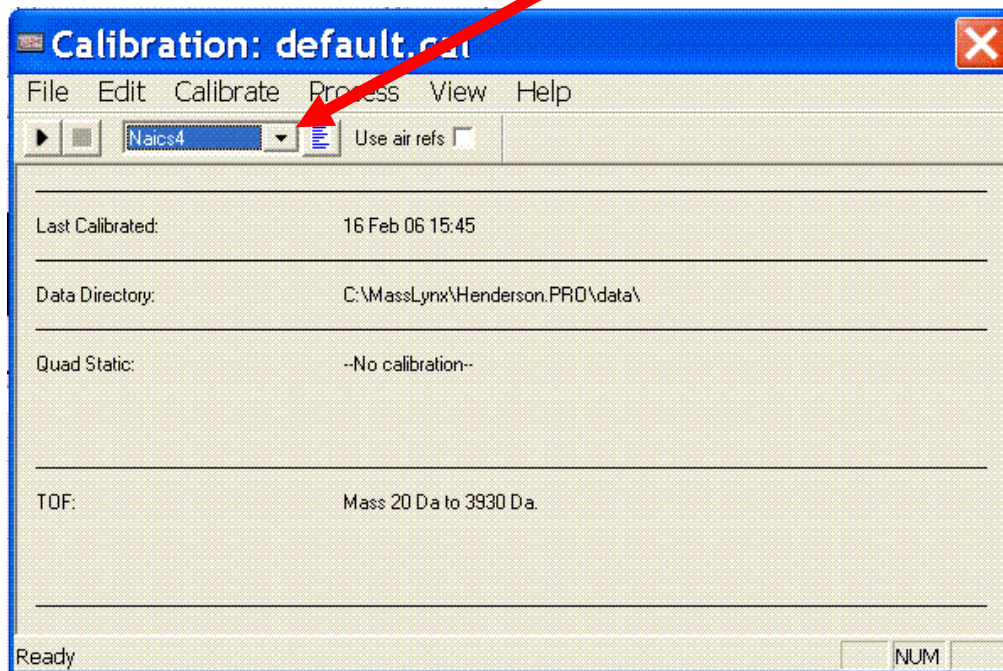 Calibration: default.cal
File Edit Calibrate Process View Help
Naics4 Use air refs
Last Calibrated: 16 Feb 06 15:45
Data Directory: C:\MassLynx\Henderson.PRO\data\
Quad Static: --No calibration--
TOF: Mass 20 Da to 3930 Da.
Ready NUM